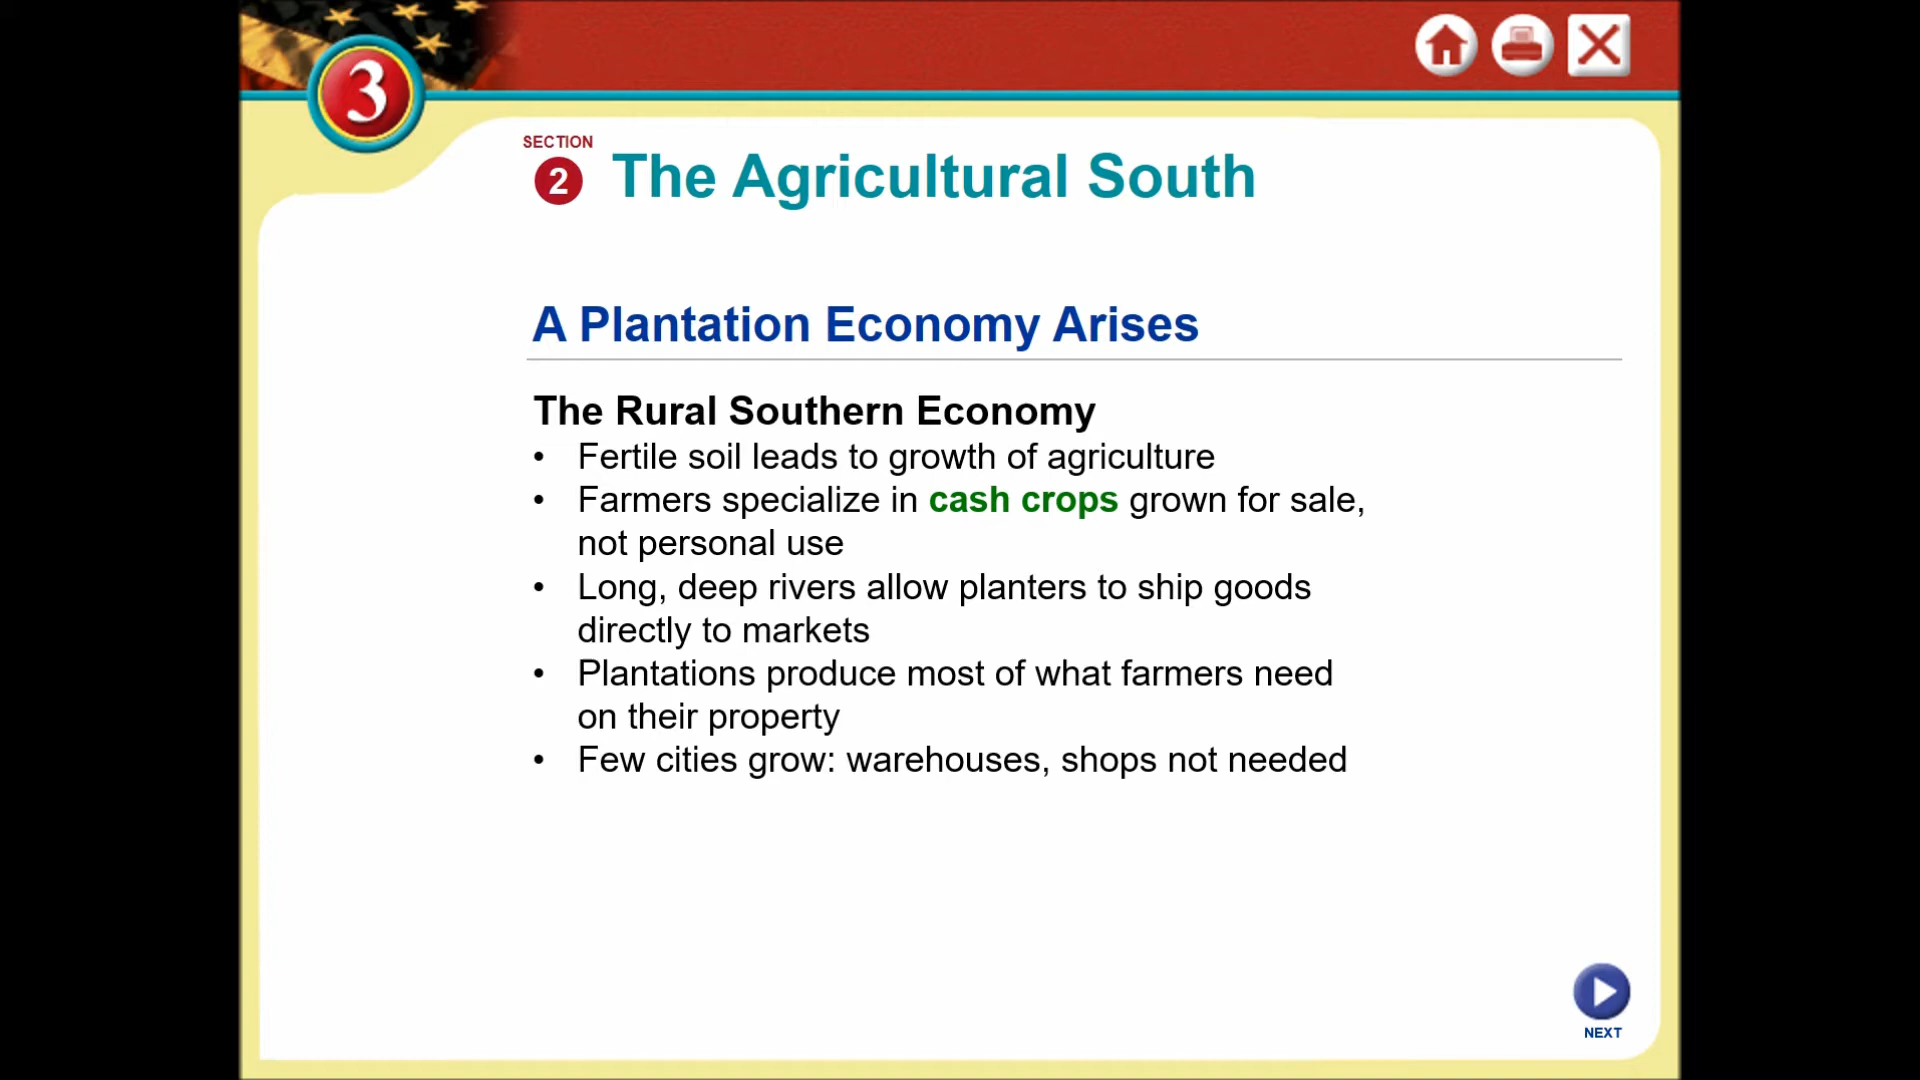 3
SECTION
2
The Agricultural South
A Plantation Economy Arises
The Rural Southern Economy
• Fertile soil leads to growth of agriculture
• Farmers specialize in cash crops grown for sale,
not personal use
• Long, deep rivers allow planters to ship goods
directly to markets
• Plantations produce most of what farmers need
on their property
• Few cities grow: warehouses, shops not needed
NEXT